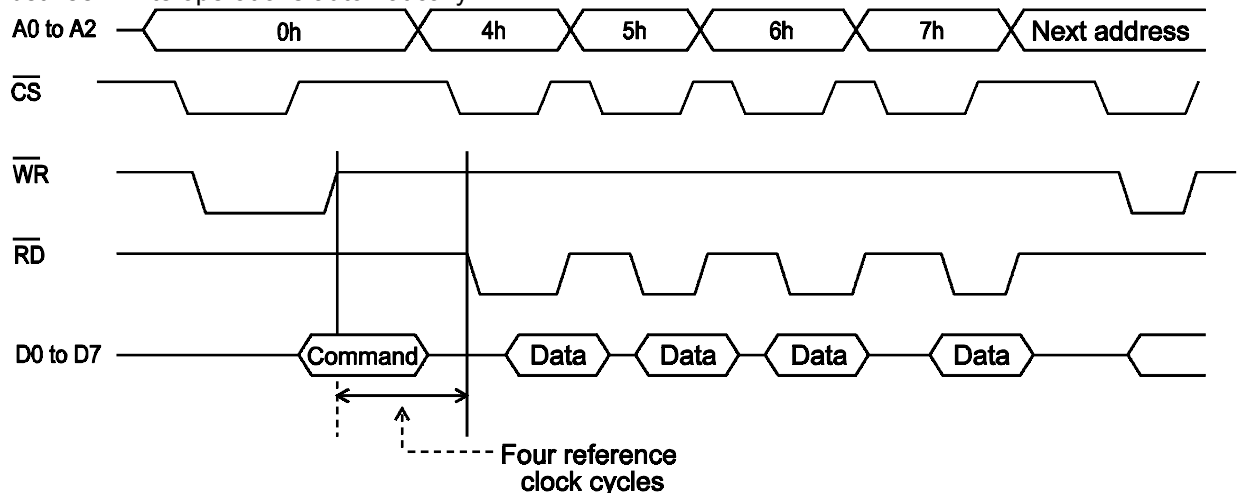 A0 to A2
0h
4h
5h
6h
7h
Next address
CS
WR
RD
D0 to D7
Command
Data
Data
Data
Data
Four reference
clock cycles